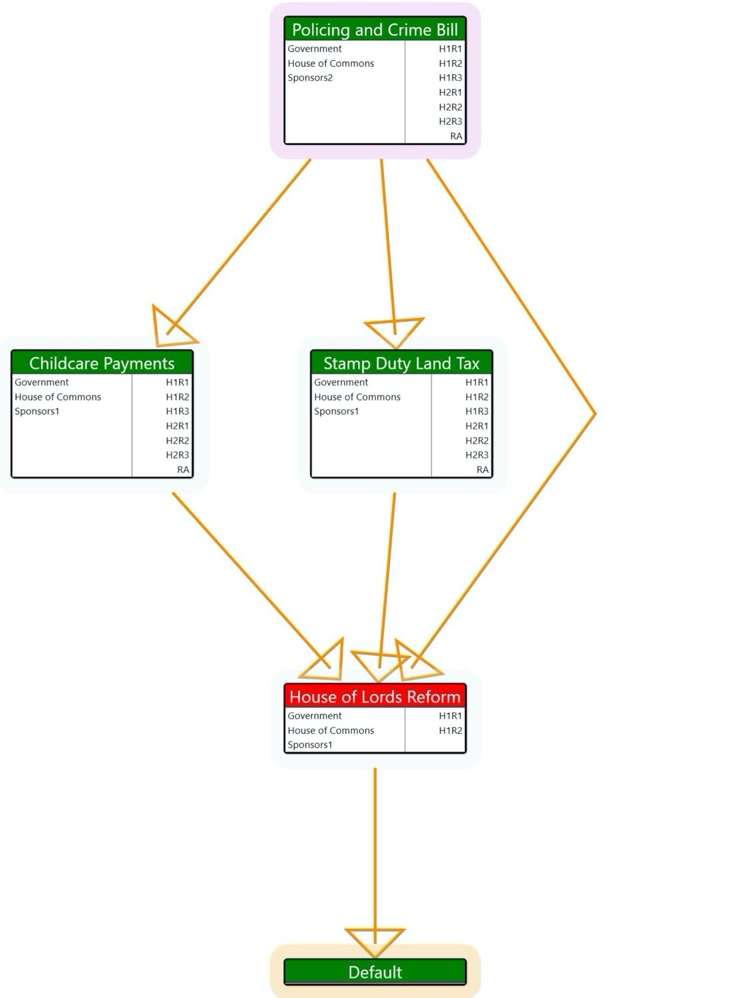 Policing and Crime Bill
Government H1R1
House of Commons H1R2
Sponsors2 H1R3
H2R1
H2R2
H2R3
RA
Childcare Payments
Government H1R1
House of Commons H1R2
Sponsors1 H1R3
H2R1
H2R2
H2R3
RA
Stamp Duty Land Tax
Government H1R1
House of Commons H1R2
Sponsors1 H1R3
H2R1
H2R2
H2R3
RA
House of Lords Reform
Government H1R1
House of Commons H1R2
Sponsors1
Default